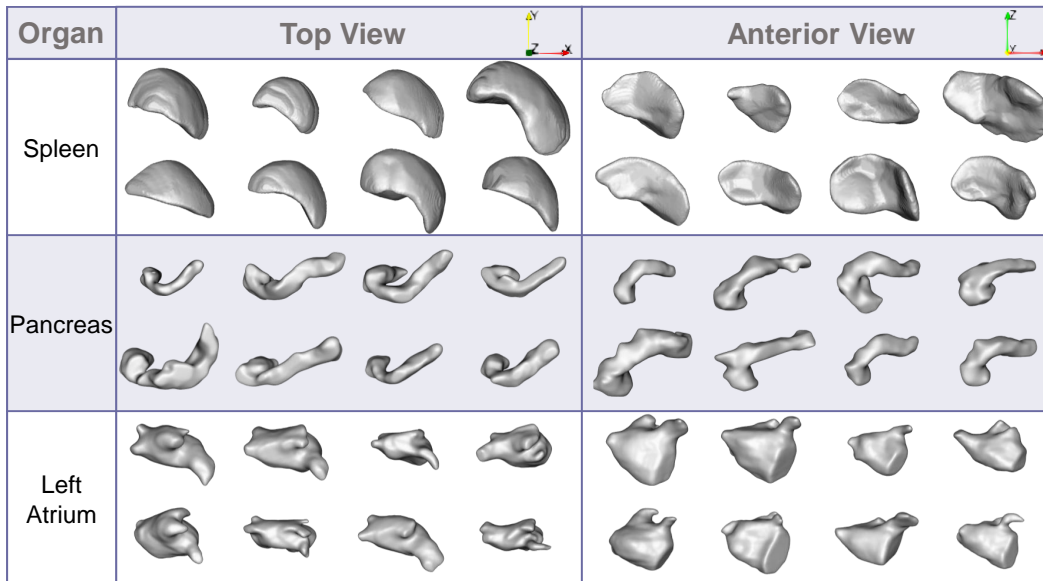 Organ
Top View
Y
Z
X
Anterior View
Z
Y
Spleen
Pancreas
Left
Atrium